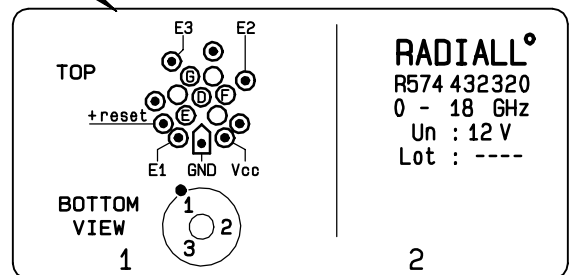 E3 E2
TOP
G
D F
E
+reset
E1 GND Vcc
BOTTOM
VIEW
1
2
3
1
RADIALL°
R574 432320
0 - 18 GHz
Un : 12 V
Lot : ----
2